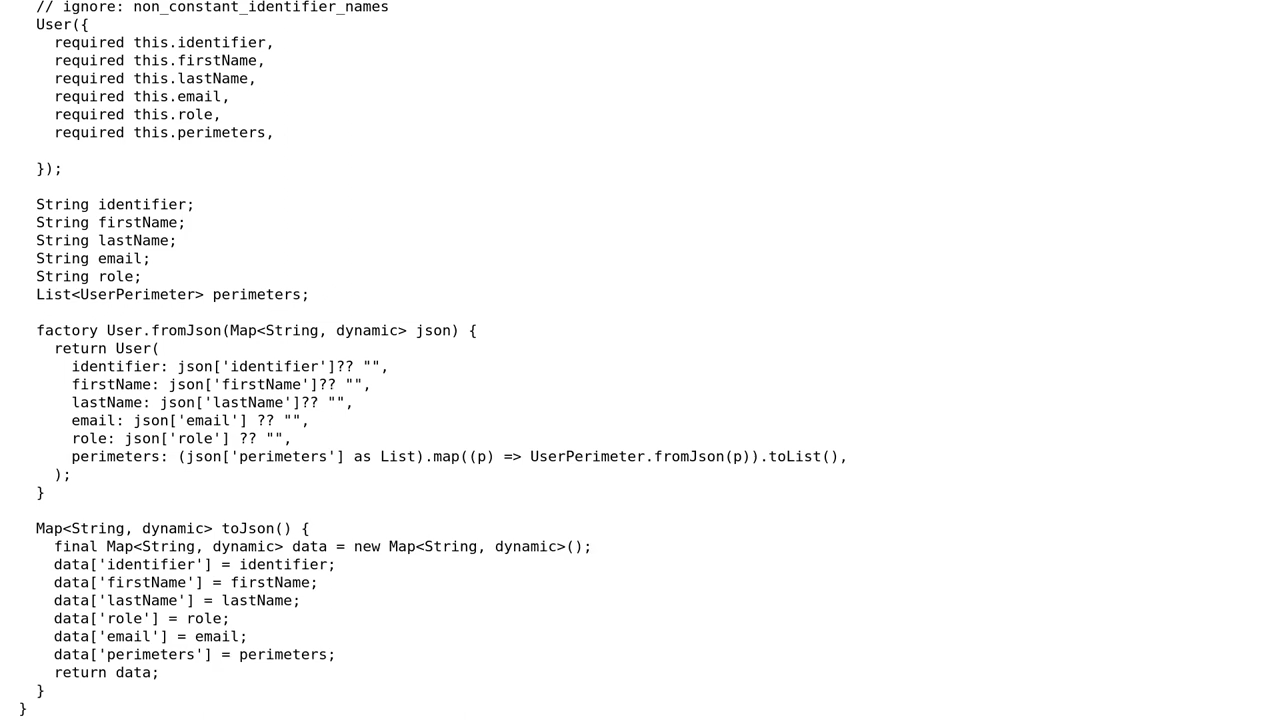 // ignore: non_constant_identifier_names
User({
required this.identifier,
required this.firstName,
required this.lastName,
required this.email,
required this.role,
required this.perimeters,
});
String identifier;
String firstName;
String lastName;
String email;
String role;
List<UserPerimeter> perimeters;
factory User.fromJson(Map<String, dynamic> json) {
return User(
identifier: json['identifier']?? "",
firstName: json['firstName']?? "",
lastName: json['lastName']?? "",
email: json['email'] ?? "",
role: json['role'] ?? "",
perimeters: (json['perimeters'] as List).map((p) => UserPerimeter.fromJson(p)).toList(),
);
}
Map<String, dynamic> toJson() {
final Map<String, dynamic> data = new Map<String, dynamic>();
data['identifier'] = identifier;
data['firstName'] = firstName;
data['lastName'] = lastName;
data['role'] = role;
data['email'] = email;
data['perimeters'] = perimeters;
return data;
}
}